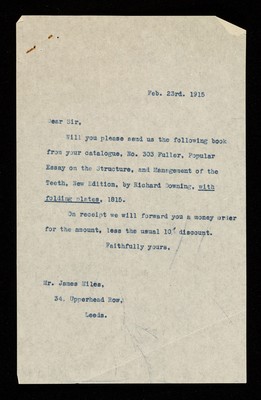 Feb. 23rd. 1915
Dear Sir,
Will you please send us the following book
from your catalogue, No. 303 Fuller, Popular
Essay on the Structure, and Management of the
Teeth, New Edition, by Richard Downing, with
folding plates, 1815.
On receipt we will forward you a money order
for the amount, less the usual 10% discount.
Faithfully yours,
Mr. James Miles,
34, Upperhead Row,
Leeds.